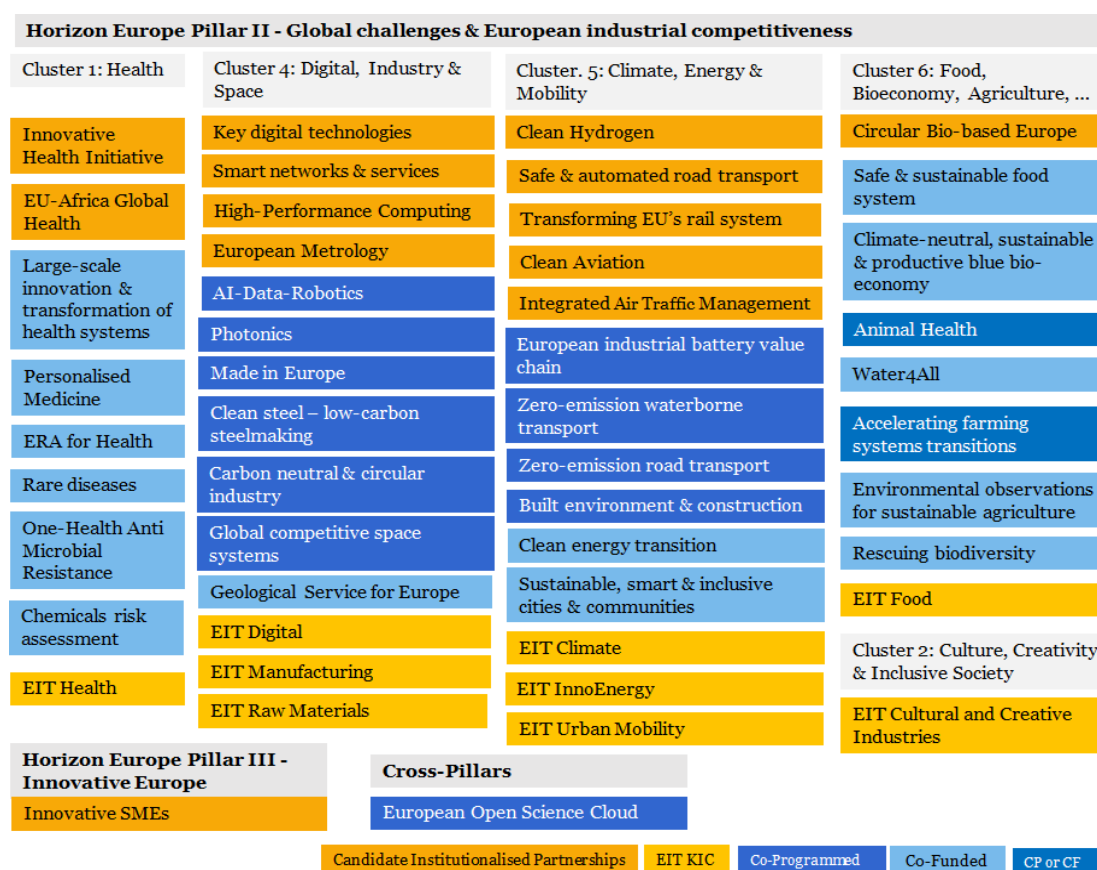 Horizon Europe Pillar II - Global challenges & European industrial competitiveness
Cluster 1: Health
Innovative
Health Initiative
EU-Africa Global
Health
Large-scale
innovation &
transformation of
health systems
Personalised
Medicine
ERA for Health
Rare diseases
One-Health Anti
Microbial
Resistance
Chemicals risk
assessment
EIT Health
Cluster 4: Digital, Industry &
Space
Key digital technologies
Smart networks & services
High-Performance Computing
European Metrology
AI-Data-Robotics
Photonics
Made in Europe
Clean steel – low-carbon
steelmaking
Carbon neutral & circular
industry
Global competitive space
systems
Geological Service for Europe
EIT Digital
EIT Manufacturing
EIT Raw Materials
Cluster. 5: Climate, Energy &
Mobility
Clean Hydrogen
Safe & automated road transport
Transforming EU’s rail system
Clean Aviation
Integrated Air Traffic Management
European industrial battery value
chain
Zero-emission waterborne
transport
Zero-emission road transport
Built environment & construction
Clean energy transition
Sustainable, smart & inclusive
cities & communities
EIT Climate
EIT InnoEnergy
EIT Urban Mobility
Cluster 6: Food,
Bioeconomy, Agriculture, ...
Circular Bio-based Europe
Safe & sustainable food
system
Climate-neutral, sustainable
& productive blue bio-
economy
Animal Health
Water4All
Accelerating farming
systems transitions
Environmental observations
for sustainable agriculture
Rescuing biodiversity
EIT Food
Cluster 2: Culture, Creativity
& Inclusive Society
EIT Cultural and Creative
Industries
Horizon Europe Pillar III -
Innovative Europe
Innovative SMEs
Cross-Pillars
European Open Science Cloud
Candidate Institutionalised Partnerships
EIT KIC
Co-Programmed
Co-Funded
CP or CF